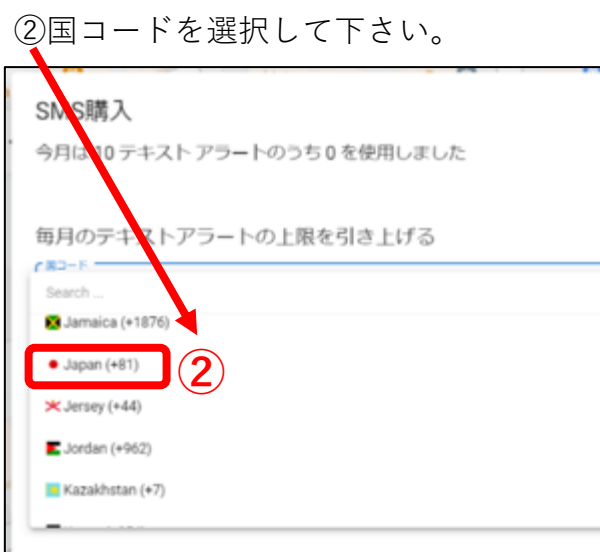 ②国コードを選択して下さい。
SMS購入
今月は 10 テキスト アラートのうち 0 を使用しました
毎月のテキストアラートの上限を引き上げる
国コード
Search ...
Jamaica (+1876)
Japan (+81)
②
Jersey (+44)
Jordan (+962)
Kazakhstan (+7)